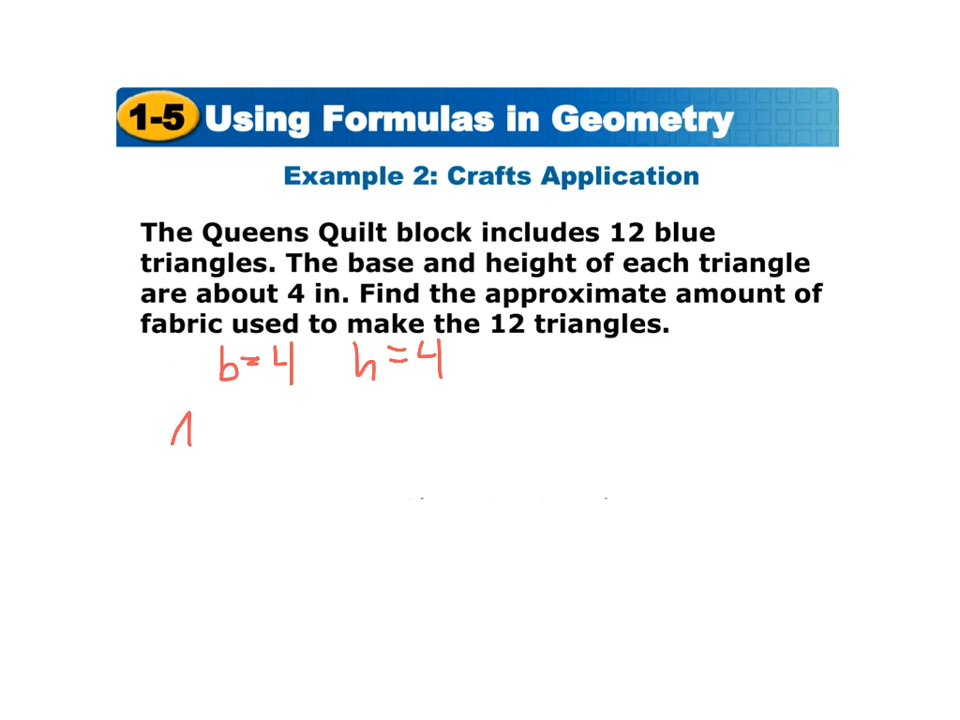 1-5 Using Formulas in Geometry
Example 2: Crafts Application
The Queens Quilt block includes 12 blue
triangles. The base and height of each triangle
are about 4 in. Find the approximate amount of
fabric used to make the 12 triangles.
b=4 h=4